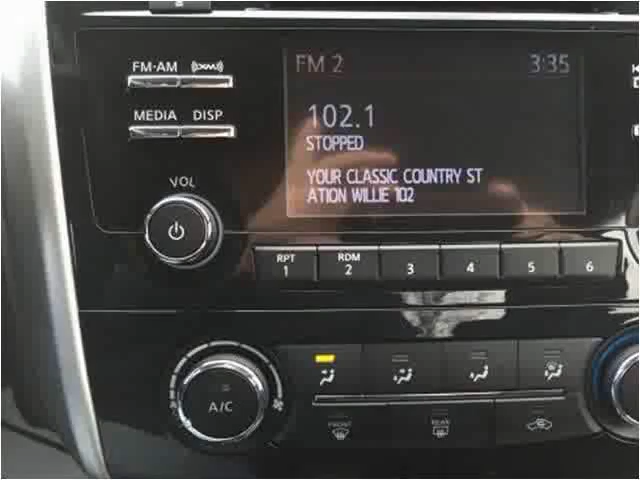 FM 2 3:35
FM·AM
MEDIA DISP
102.1
STOPPED
YOUR CLASSIC COUNTRY ST
ATION WILLIE 102
VOL
RPT RDM
1 2 3 4 5 6
A/C
FRONT REAR